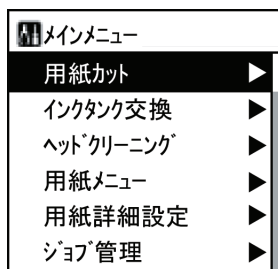 メインメニュー
用紙カット
インクタンク交換
ヘッドクリーニング
用紙メニュー
用紙詳細設定
ジョブ管理